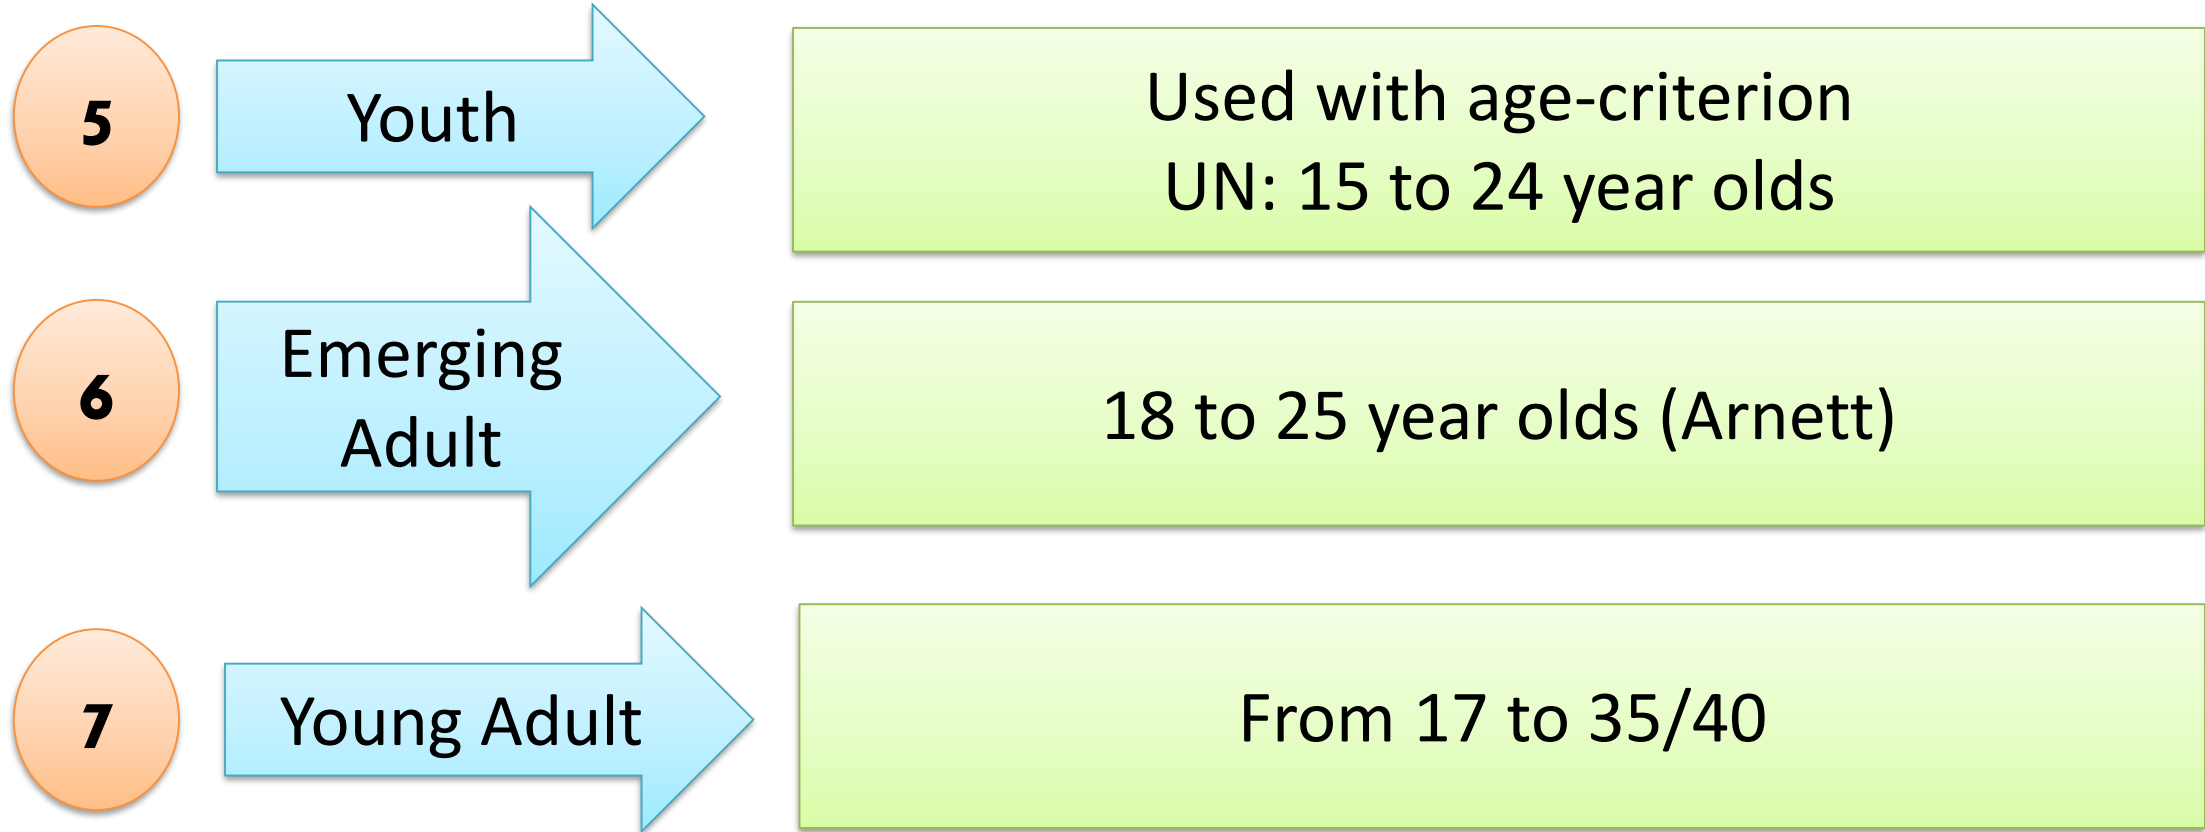 5
Youth
Used with age-criterion
UN: 15 to 24 year olds
6
Emerging
Adult
18 to 25 year olds (Arnett)
7
Young Adult
From 17 to 35/40